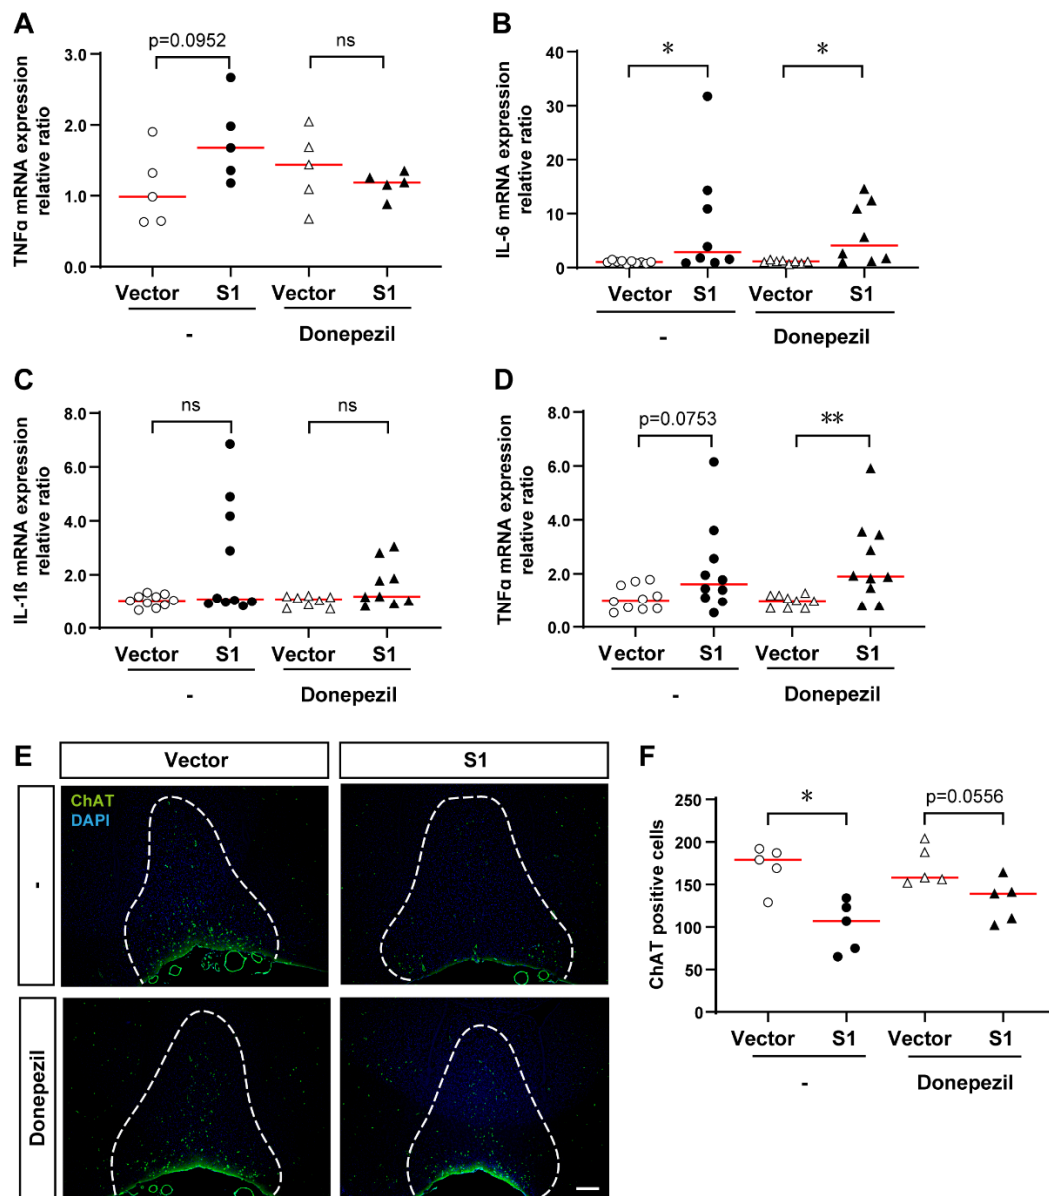 A
p=0.0952
ns
TNFα mRNA expression
relative ratio
3.0
2.0
1.0
0.0
Vector
S1
Vector
S1
-
Donepezil
B
*
*
IL-6 mRNA expression
relative ratio
40
30
20
10
0
Vector
S1
Vector
S1
-
Donepezil
C
ns
ns
IL-1ß mRNA expression
relative ratio
8.0
6.0
4.0
2.0
0.0
Vector
S1
Vector
S1
-
Donepezil
D
p=0.0753
**
TNFα mRNA expression
relative ratio
8.0
6.0
4.0
2.0
0.0
Vector
S1
Vector
S1
-
Donepezil
E
Vector
S1
-
ChAT
DAPI
Donepezil
F
*
p=0.0556
ChAT positive cells
250
200
150
100
50
0
Vector
S1
Vector
S1
-
Donepezil